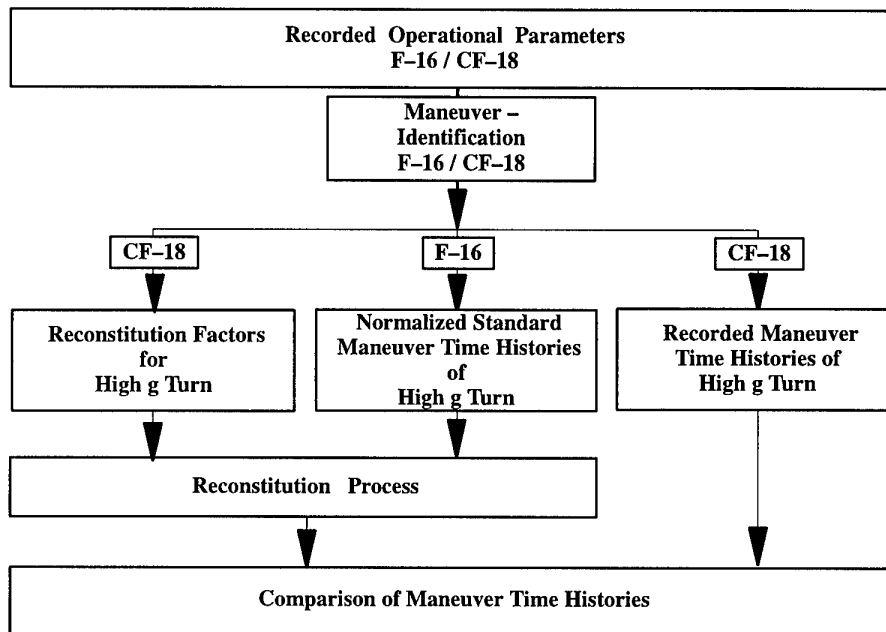 Recorded Operational Parameters
F–16 / CF–18
Maneuver –
Identification
F–16 / CF–18
CF–18
F–16
CF–18
Reconstitution Factors
for
High g Turn
Normalized Standard
Maneuver Time Histories
of
High g Turn
Recorded Maneuver
Time Histories of
High g Turn
Reconstitution Process
Comparison of Maneuver Time Histories